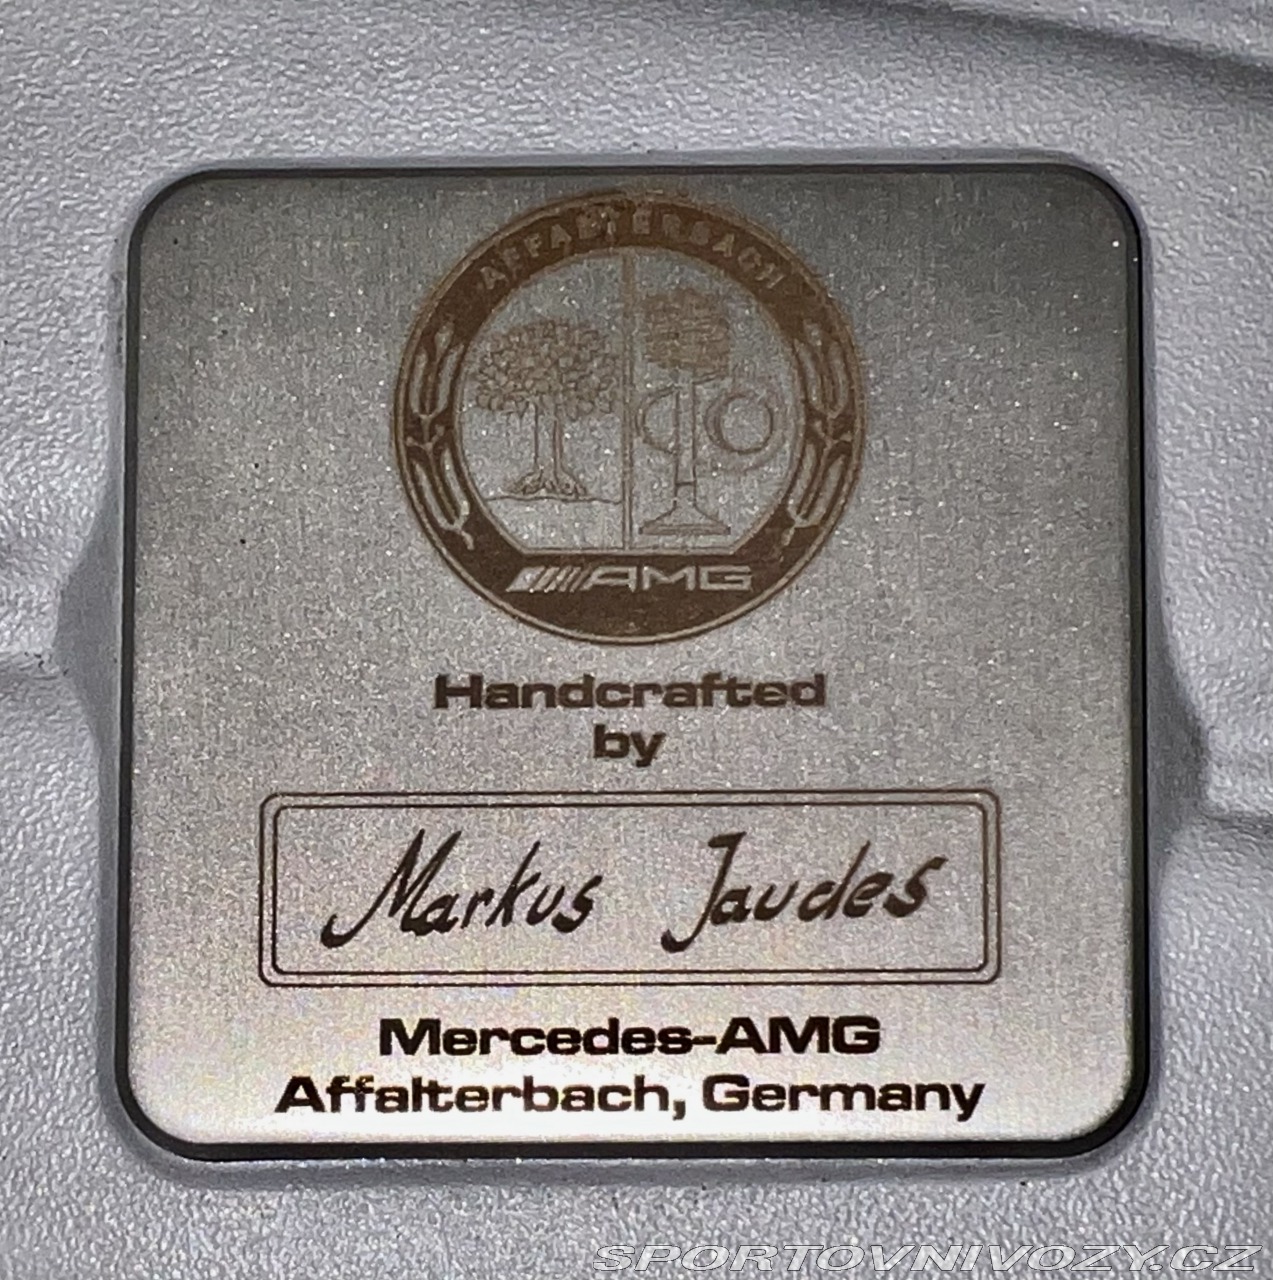 AFFALTERBACH
AMG
Handcrafted
by
Markus Jaudes
Mercedes-AMG
Affalterbach, Germany
SPORTOVNIVOZY.CZ